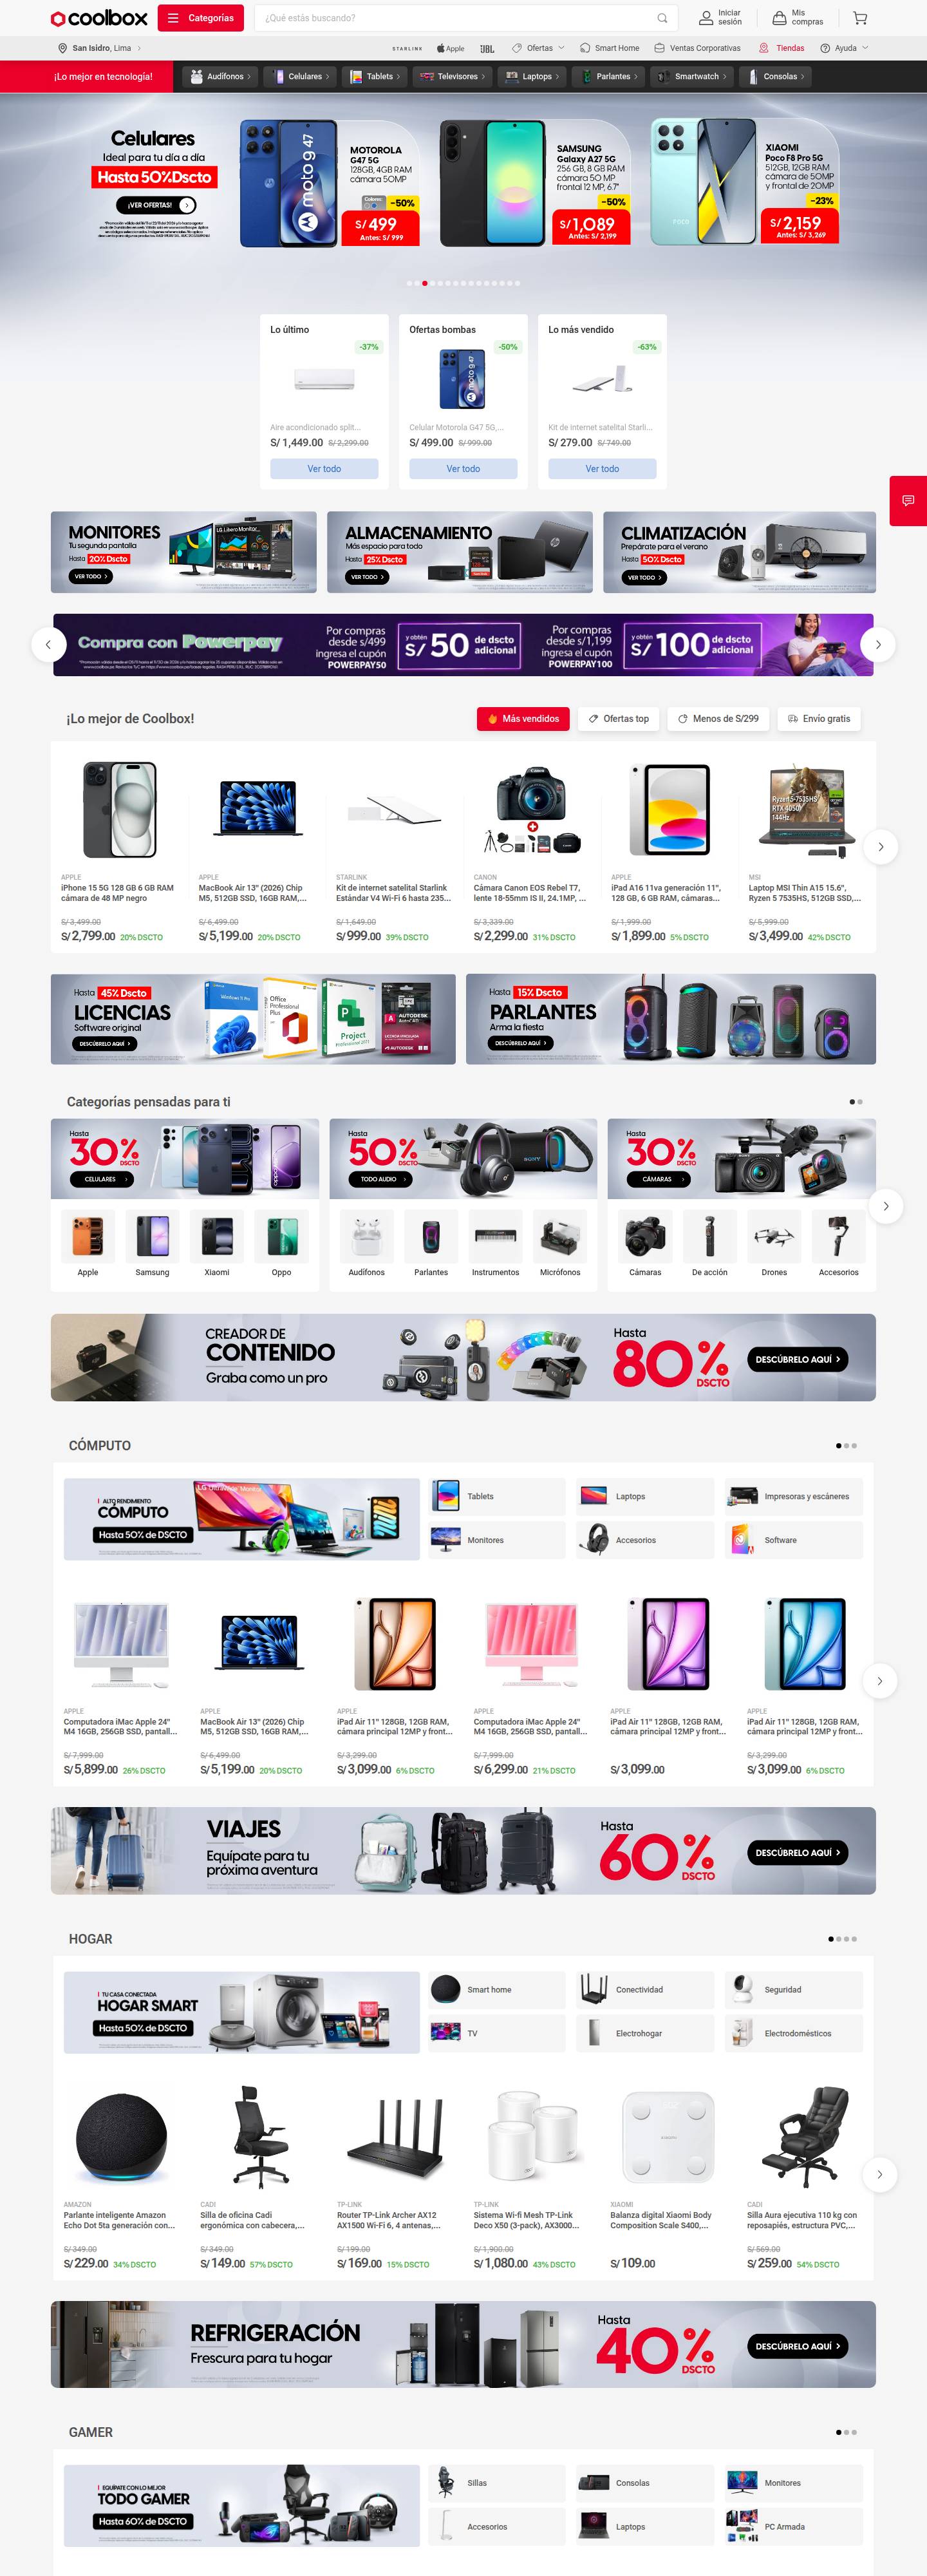 coolbox
Categorias
¿Qué estás buscando?
Iniciar sesión
Mis compras
San Isidro, Lima
STARLINK
Apple
JBL
Ofertas
Smart Home
Ventas Corporativas
Tiendas
Ayuda
¡Lo mejor en tecnología!
Audífonos
Celulares
Tablets
Televisores
Laptops
Parlantes
Smartwatch
Consolas
Celulares
Ideal para tu día a día
Hasta 50%Dscto
¡VER OFERTAS!
moto g 47
MOTOROLA
G47 5G
128GB, 4GB RAM
cámara 50MP
Colores:
-50%
S/ 499
Antes: S/ 999
SAMSUNG
Galaxy A27 5G
256 GB, 8 GB RAM
cámara 50 MP
frontal 12 MP, 6.7"
-50%
S/ 1,089
Antes: S/ 2,199
POCO
XIAOMI
Poco F8 Pro 5G
512GB, 12GB RAM
cámara de 50MP
y frontal de 20MP
-23%
S/ 2,159
Antes: S/ 3,269
Lo último
-37%
Aire acondicionado split...
S/ 1,449.00 S/ 2,299.00
Ver todo
Ofertas bombas
-50%
moto g 47
Celular Motorola G47 5G,...
S/ 499.00 S/ 999.00
Ver todo
Lo más vendido
-63%
Kit de internet satelital Starli...
S/ 279.00 S/ 749.00
Ver todo
MONITORES
Tu segunda pantalla
Hasta 20% Dscto
VER TODO
ALMACENAMIENTO
Más espacio para todo
Hasta 25% Dscto
VER TODO
CLIMATIZACIÓN
Prepárate para el verano
Hasta 50% Dscto
VER TODO
Compra con Powerpay
Por compras
desde s/499
ingresa el cupón
POWERPAY50
y obtén
S/ 50 de dscto
adicional
Por compras
desde S/1,199
ingresa el cupón
POWERPAY100
y obtén
S/ 100 de dscto
adicional
¡Lo mejor de Coolbox!
Más vendidos
Ofertas top
Menos de S/299
Envío gratis
APPLE
iPhone 15 5G 128 GB 6 GB RAM
cámara de 48 MP negro
S/ 3,499.00
S/ 2,799.00 20% DSCTO
APPLE
MacBook Air 13" (2026) Chip
M5, 512GB SSD, 16GB RAM,...
S/ 6,499.00
S/ 5,199.00 20% DSCTO
STARLINK
Kit de internet satelital Starlink
Estándar V4 Wi-Fi 6 hasta 235...
S/ 1,649.00
S/ 999.00 39% DSCTO
CANON
Cámara Canon EOS Rebel T7,
lente 18-55mm IS II, 24.1MP, ...
S/ 3,339.00
S/ 2,299.00 31% DSCTO
APPLE
iPad A16 11va generación 11",
128 GB, 6 GB RAM, cámaras...
S/ 1,999.00
S/ 1,899.00 5% DSCTO
Ryzen 5-7535HS
RTX 4050
144Hz
MSI
Laptop MSI Thin A15 15.6",
Ryzen 5 7535HS, 512GB SSD,...
S/ 5,999.00
S/ 3,499.00 42% DSCTO
Hasta 45% Dscto
LICENCIAS
Software original
DESCÚBRELO AQUÍ
Windows 11 Pro
Office
Professional
Plus
Project
Professional 2021
AUTODESK
Hasta 15% Dscto
PARLANTES
Arma la fiesta
DESCÚBRELO AQUÍ
Categorías pensadas para ti
Hasta
30% DSCTO
CELULARES
Apple
Samsung
Xiaomi
Oppo
Hasta
50% DSCTO
TODO AUDIO
SONY
Audífonos
Parlantes
Instrumentos
Micrófonos
Hasta
30% DSCTO
CÁMARAS
Cámaras
De acción
Drones
Accesorios
CREADOR DE
CONTENIDO
Graba como un pro
Hasta
80% DSCTO
DESCÚBRELO AQUÍ
CÓMPUTO
ALTO RENDIMIENTO
CÓMPUTO
Hasta 50% de DSCTO
Tablets
Laptops
Impresoras y escáneres
Monitores
Accesorios
Software
APPLE
Computadora iMac Apple 24"
M4 16GB, 256GB SSD, pantall...
S/ 7,999.00
S/ 5,899.00 26% DSCTO
APPLE
MacBook Air 13" (2026) Chip
M5, 512GB SSD, 16GB RAM,...
S/ 6,499.00
S/ 5,199.00 20% DSCTO
APPLE
iPad Air 11" 128GB, 12GB RAM,
cámara principal 12MP y front...
S/ 3,299.00
S/ 3,099.00 6% DSCTO
APPLE
Computadora iMac Apple 24"
M4 16GB, 256GB SSD, pantall...
S/ 7,999.00
S/ 6,299.00 21% DSCTO
APPLE
iPad Air 11" 128GB, 12GB RAM,
cámara principal 12MP y front...
S/ 3,099.00
APPLE
iPad Air 11" 128GB, 12GB RAM,
cámara principal 12MP y front...
S/ 3,299.00
S/ 3,099.00 6% DSCTO
VIAJES
Equípate para tu
próxima aventura
Hasta
60% DSCTO
DESCÚBRELO AQUÍ
HOGAR
TU CASA CONECTADA
HOGAR SMART
Hasta 50% de DSCTO
Smart home
Conectividad
Seguridad
TV
Electrohogar
Electrodomésticos
AMAZON
Parlante inteligente Amazon
Echo Dot 5ta generación con...
S/ 349.00
S/ 229.00 34% DSCTO
CADI
Silla de oficina Cadi
ergonómica con cabecera,...
S/ 349.00
S/ 149.00 57% DSCTO
TP-LINK
Router TP-Link Archer AX12
AX1500 Wi-Fi 6, 4 antenas,...
S/ 199.00
S/ 169.00 15% DSCTO
TP-LINK
Sistema Wi-fi Mesh TP-Link
Deco X50 (3-pack), AX3000...
S/ 1,900.00
S/ 1,080.00 43% DSCTO
XIAOMI
Balanza digital Xiaomi Body
Composition Scale S400,...
S/ 109.00
CADI
Silla Aura ejecutiva 110 kg con
reposapiés, estructura PVC,...
S/ 569.00
S/ 259.00 54% DSCTO
REFRIGERACIÓN
Frescura para tu hogar
Hasta
40% DSCTO
DESCÚBRELO AQUÍ
GAMER
EQUÍPATE CON LO MEJOR
TODO GAMER
Hasta 60% de DSCTO
Sillas
Consolas
Monitores
Accesorios
Laptops
PC Armada